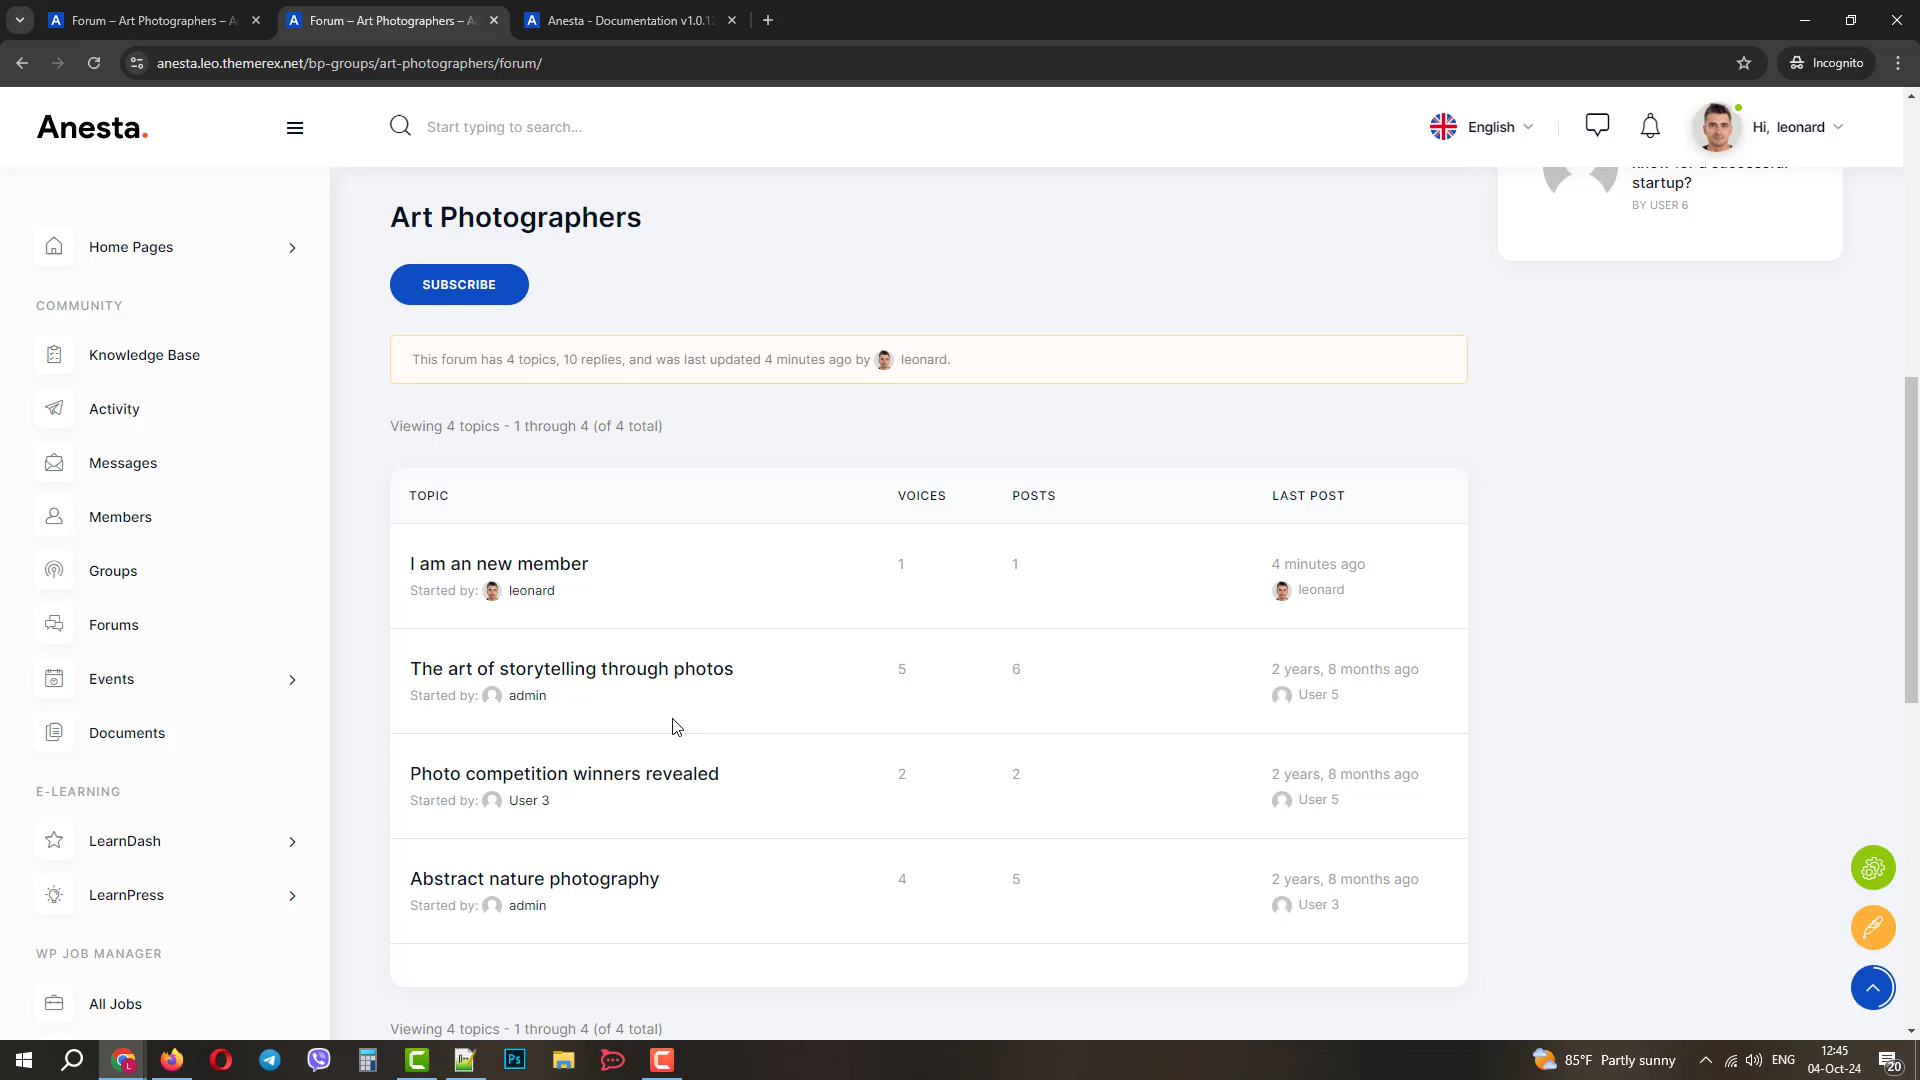 Forum – Art Photographers – A
Forum – Art Photographers – A
Anesta - Documentation v1.0.1
anesta.leo.themerex.net/bp-groups/art-photographers/forum/
Incognito
Anesta.
Start typing to search...
English
Hi, leonard
startup?
BY USER 6
Home Pages
COMMUNITY
Knowledge Base
Activity
Messages
Members
Groups
Forums
Events
Documents
E-LEARNING
LearnDash
LearnPress
WP JOB MANAGER
All Jobs
Art Photographers
SUBSCRIBE
This forum has 4 topics, 10 replies, and was last updated 4 minutes ago by leonard.
Viewing 4 topics - 1 through 4 (of 4 total)
TOPIC VOICES POSTS LAST POST
I am an new member 1 1 4 minutes ago
Started by: leonard leonard
The art of storytelling through photos 5 6 2 years, 8 months ago
Started by: admin User 5
Photo competition winners revealed 2 2 2 years, 8 months ago
Started by: User 3 User 5
Abstract nature photography 4 5 2 years, 8 months ago
Started by: admin User 3
Viewing 4 topics - 1 through 4 (of 4 total)
85°F Partly sunny
ENG
12:45
04-Oct-24
20